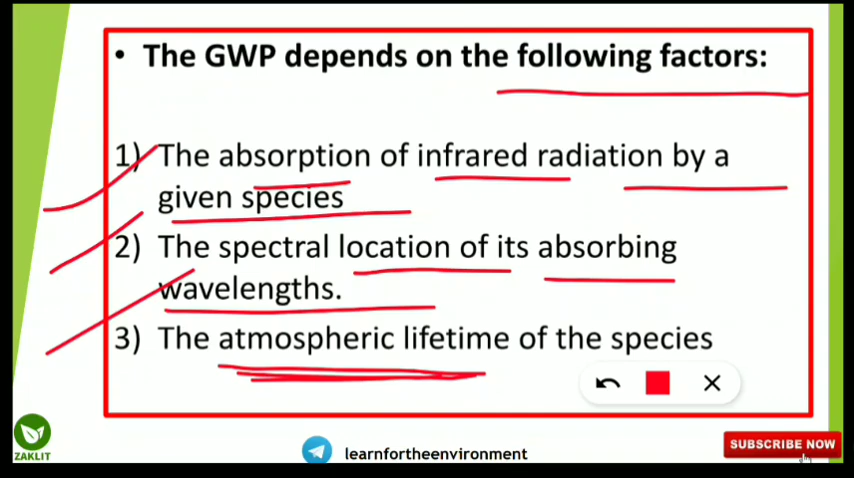 • The GWP depends on the following factors:
1) The absorption of infrared radiation by a
given species
2) The spectral location of its absorbing
wavelengths.
3) The atmospheric lifetime of the species
ZAKLIT
learnfortheenvironment
SUBSCRIBE NOW